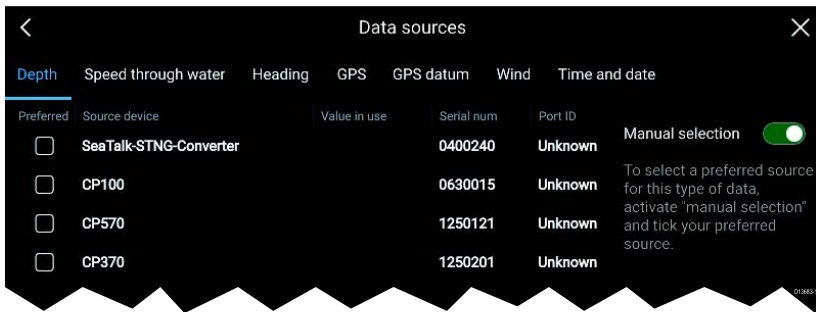 Data sources
Depth Speed through water Heading GPS GPS datum Wind Time and date
Preferred Source device Value in use Serial num Port ID
SeaTalk-STNG-Converter 0400240 Unknown
CP100 0630015 Unknown
CP570 1250121 Unknown
CP370 1250201 Unknown
Manual selection
To select a preferred source
for this type of data,
activate "manual selection"
and tick your preferred
source.
D13683-1